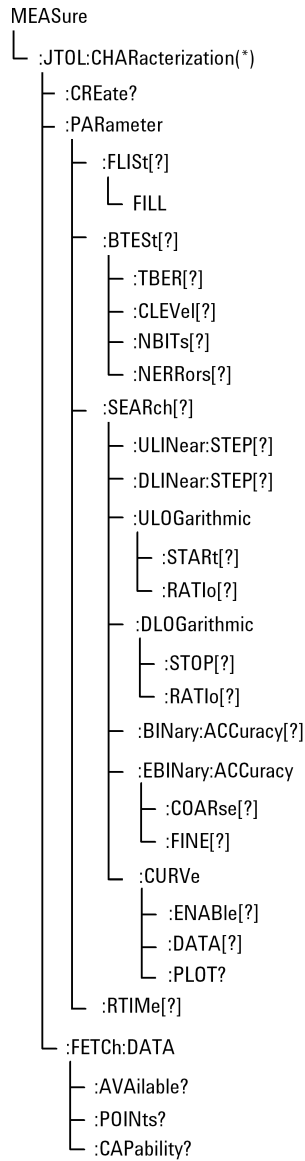 MEASure
:JTOL:CHARacterization(*)
:CREate?
:PARameter
:FLISt[?]
FILL
:BTESt[?]
:TBER[?]
:CLEVel[?]
:NBITs[?]
:NERRors[?]
:SEARch[?]
:ULINear:STEP[?]
:DLINear:STEP[?]
:ULOGarithmic
:STARt[?]
:RATIo[?]
:DLOGarithmic
:STOP[?]
:RATIo[?]
:BINary:ACCuracy[?]
:EBINary:ACCuracy
:COARse[?]
:FINE[?]
:CURVe
:ENABle[?]
:DATA[?]
:PLOT?
:RTIMe[?]
:FETCh:DATA
:AVAilable?
:POINts?
:CAPability?